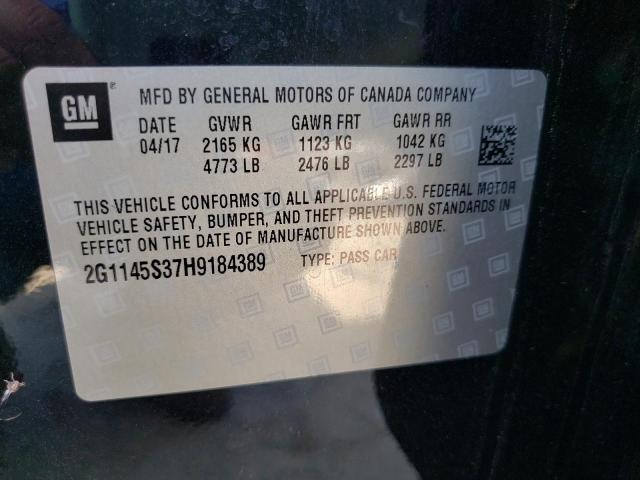 GM ®
MFD BY GENERAL MOTORS OF CANADA COMPANY
DATE GVWR GAWR FRT GAWR RR
04/17 2165 KG 1123 KG 1042 KG
4773 LB 2476 LB 2297 LB
THIS VEHICLE CONFORMS TO ALL APPLICABLE U.S. FEDERAL MOTOR
VEHICLE SAFETY, BUMPER, AND THEFT PREVENTION STANDARDS IN
EFFECT ON THE DATE OF MANUFACTURE SHOWN ABOVE.
2G1145S37H9184389 TYPE: PASS CAR